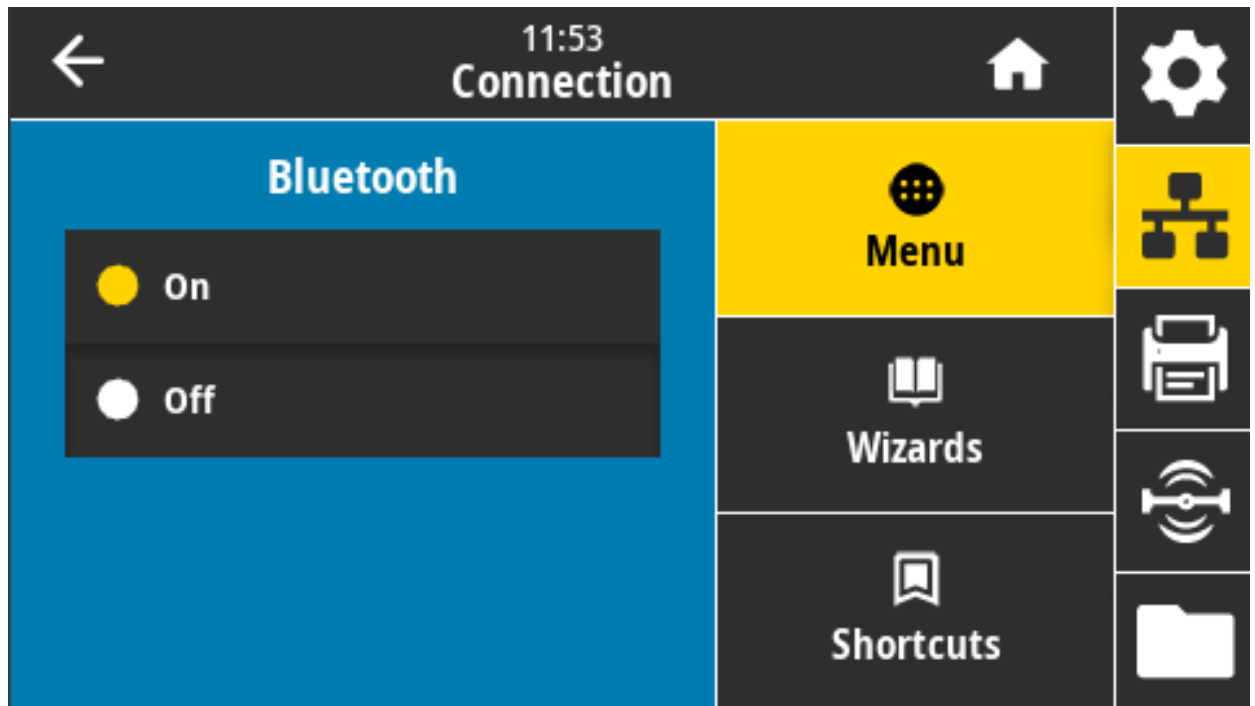 11:53
Connection
Bluetooth
On
Off
Menu
Wizards
Shortcuts